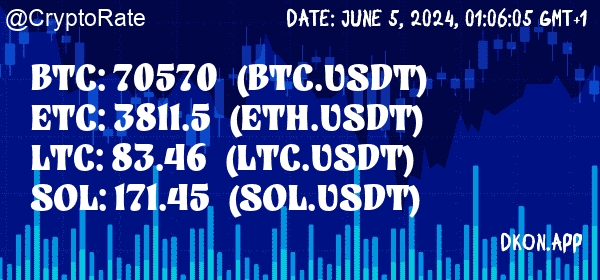 @CryptoRate
DATE: JUNE 5, 2024, 01:06:05 GMT+1
BTC: 70570 (BTC.USDT)
ETC: 3811.5 (ETH.USDT)
LTC: 83.46 (LTC.USDT)
SOL: 171.45 (SOL.USDT)
DKON.APP